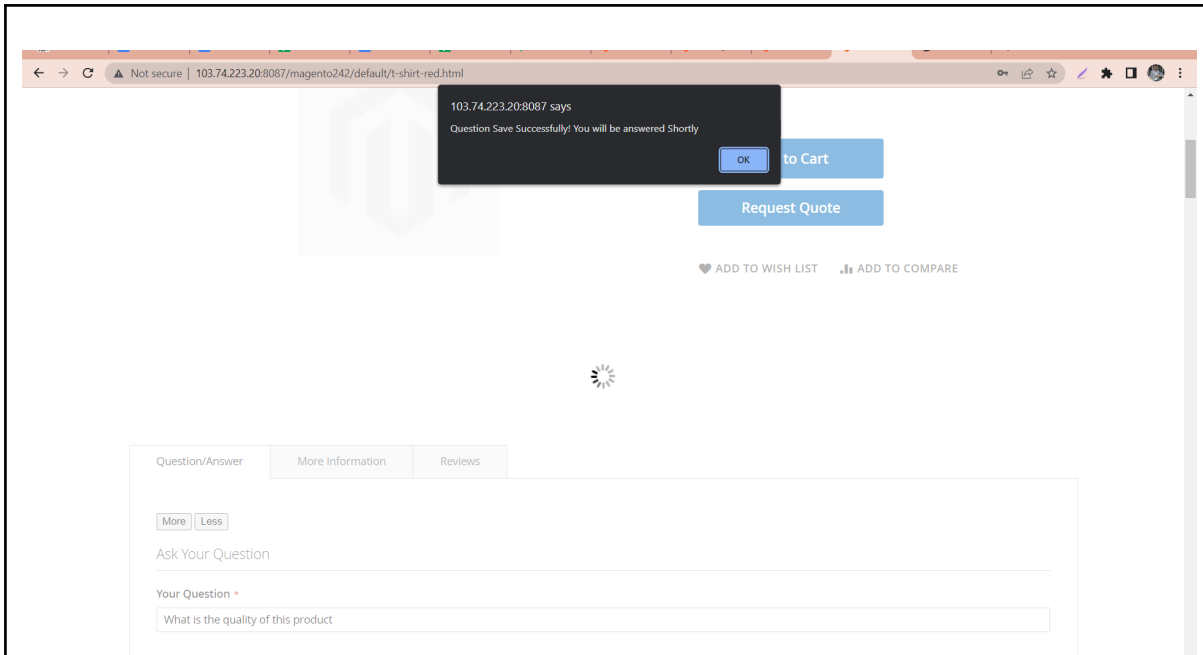 Not secure | 103.74.223.20:8087/magento242/default/t-shirt-red.html
103.74.223.20:8087 says
Question Save Successfully! You will be answered Shortly
OK
to Cart
Request Quote
ADD TO WISH LIST ADD TO COMPARE
Question/Answer More Information Reviews
More Less
Ask Your Question
Your Question *
What is the quality of this product